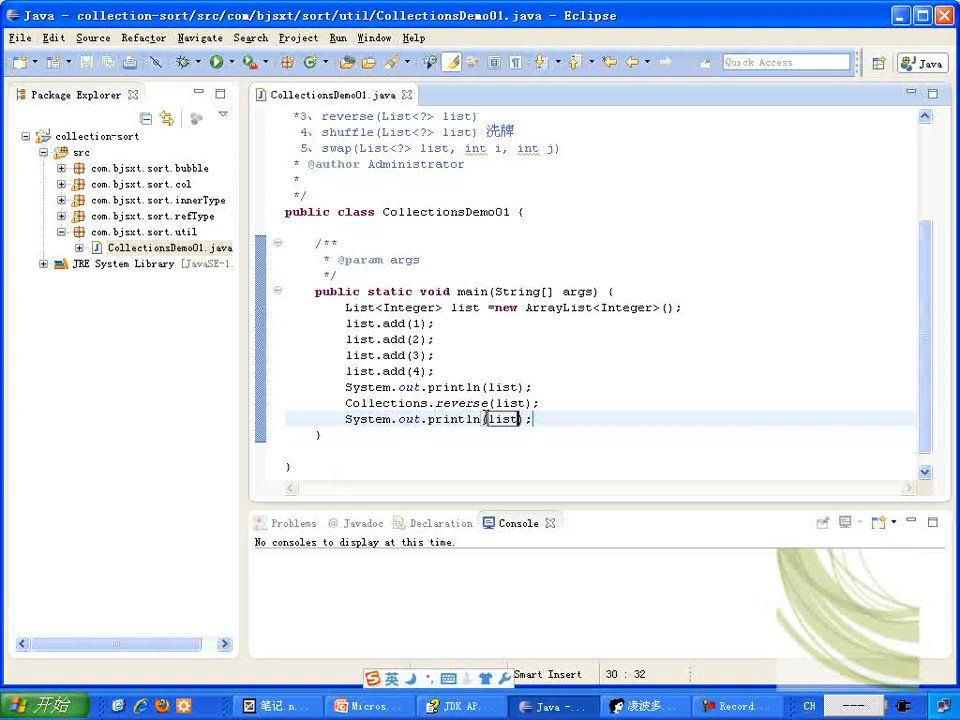 Java - collection-sort/src/com/bjsxt/sort/util/CollectionsDemo01.java - Eclipse
File Edit Source Refactor Navigate Search Project Run Window Help
Quick Access
Java
Package Explorer
collection-sort
src
com.bjsxt.sort.bubble
com.bjsxt.sort.col
com.bjsxt.sort.innerType
com.bjsxt.sort.refType
com.bjsxt.sort.util
CollectionsDemo01.java
JRE System Library [JavaSE-1.
CollectionsDemo01.java
*3、reverse(List<?> list)
4、shuffle(List<?> list) 洗牌
5、swap(List<?> list, int i, int j)
* @author Administrator
*
*/
public class CollectionsDemo01 {
/**
* @param args
*/
public static void main(String[] args) {
List<Integer> list =new ArrayList<Integer>();
list.add(1);
list.add(2);
list.add(3);
list.add(4);
System.out.println(list);
Collections.reverse(list);
System.out.println(list);
}
}
Problems @ Javadoc Declaration Console
No consoles to display at this time.
英
Smart Insert
30 : 32
开始
笔记.n...
Micros...
JDK AP...
Java -...
凌波多...
Record...
CH
---